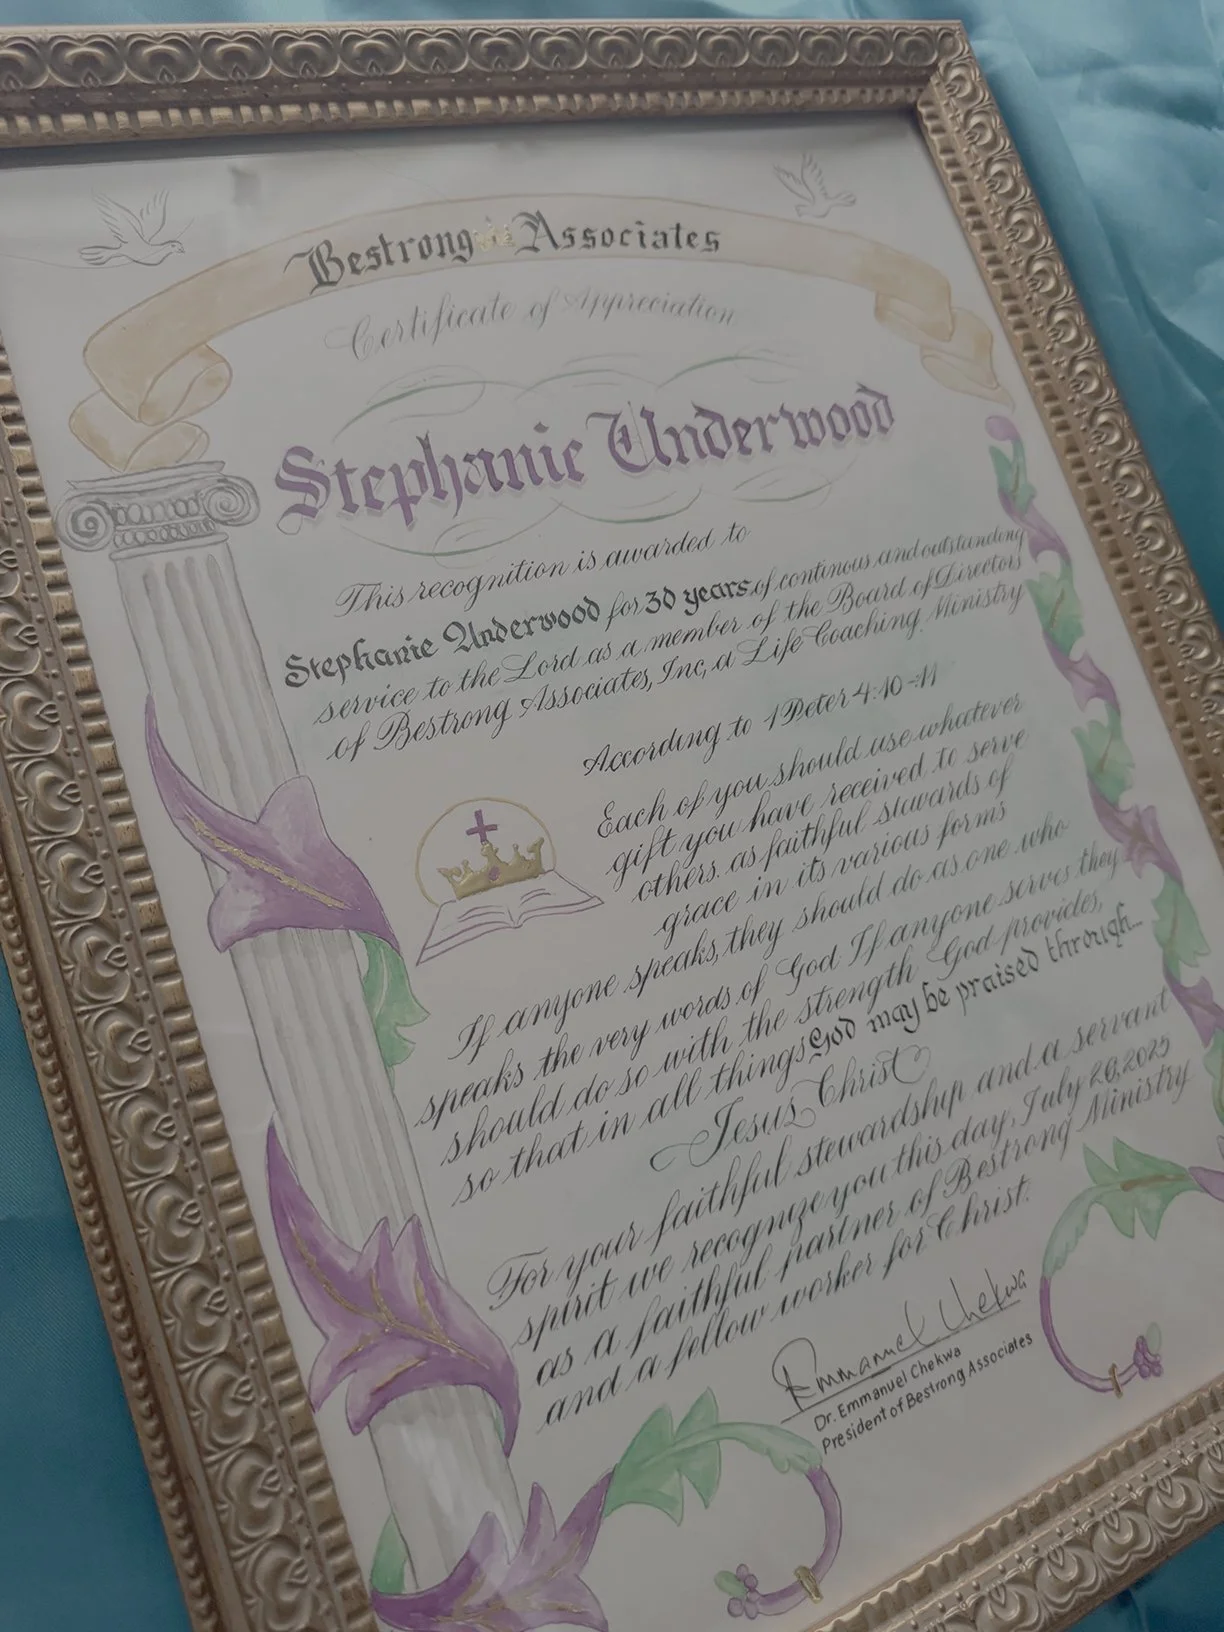 Bestrong Associates
Certificate of Appreciation
Stephanie Underwood
This recognition is awarded to
Stephanie Underwood for 30 years, of continous and outstanding
service to the Lord as a member of the Board of Directors
of Bestrong Associates, Inc, a Life Coaching Ministry
According to 1 Peter 4:10-11
Each of you should use whatever
gift you have received to serve
others, as faithful stewards of
grace in its various forms
If anyone speaks, they should do as one who
speaks the very words of God If anyone serves they
should do so with the strength God provides,
so that in all things God may be praised through...
Jesus Christ
For your faithful stewardship and a servant
spirit we recognize you this day, July 26, 2025
as a faithful partner of Bestrong Ministry
and a fellow worker for Christ.
Emmanuel Chekwa
Dr. Emmanuel Chekwa
President of Bestrong Associates